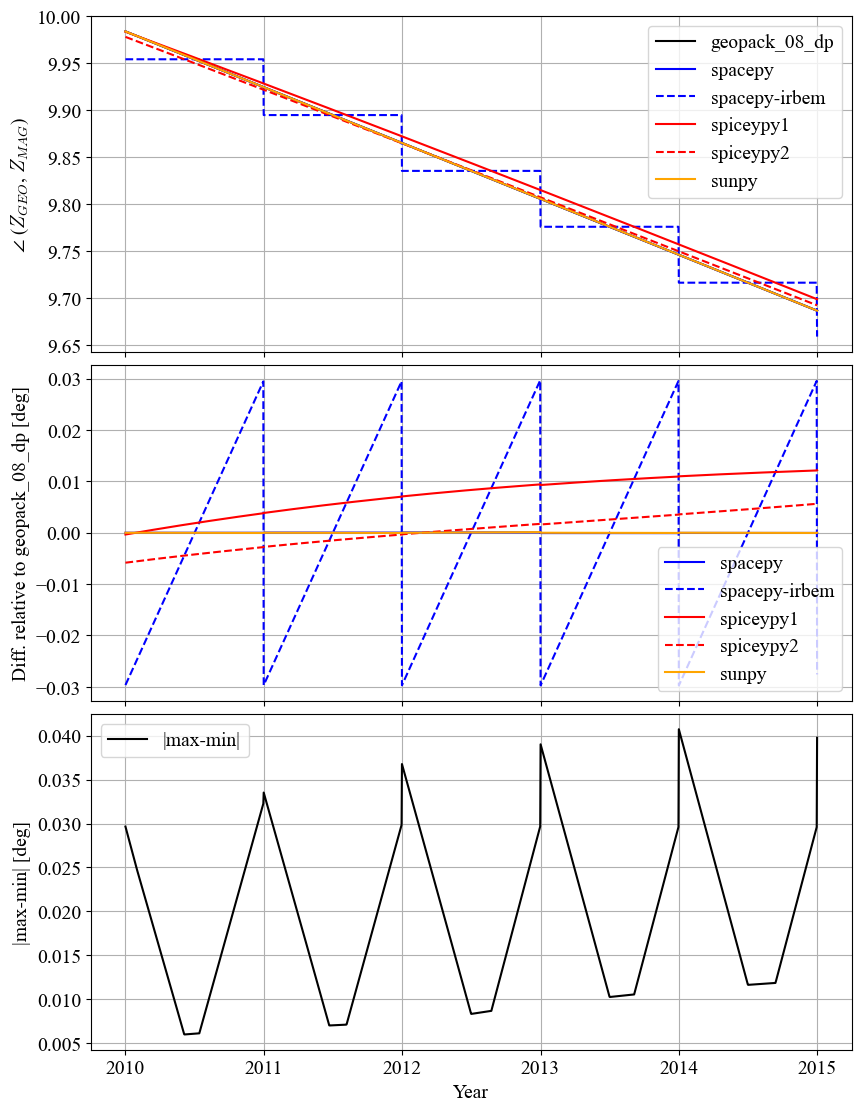 10.00
9.95
9.90
9.85
9.80
9.75
9.70
9.65
∠ (Z_GEO, Z_MAG)
geopack_08_dp
spacepy
spacepy-irbem
spiceypy1
spiceypy2
sunpy
0.03
0.02
0.01
0.00
−0.01
−0.02
−0.03
Diff. relative to geopack_08_dp [deg]
spacepy
spacepy-irbem
spiceypy1
spiceypy2
sunpy
0.040
0.035
0.030
0.025
0.020
0.015
0.010
0.005
|max-min| [deg]
|max-min|
2010 2011 2012 2013 2014 2015
Year